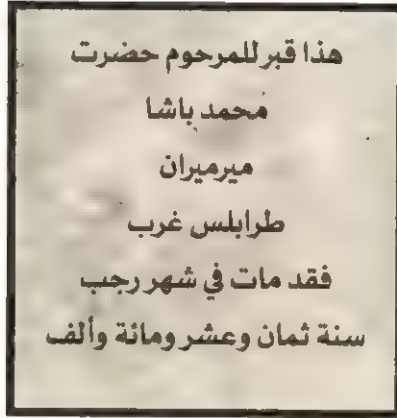 هذا قبر للمرحوم حضرت
محمد باشا
ميرميران
طرابلس غرب
فقد مات في شهر رجب
سنة ثمان وعشر ومائة وألف